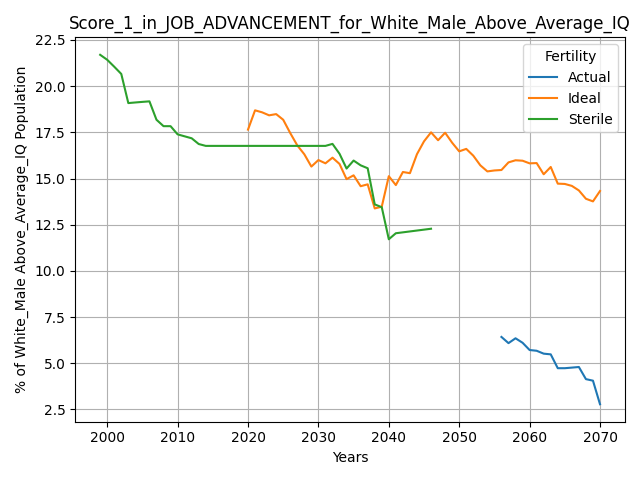 Score_1_in_JOB_ADVANCEMENT_for_White_Male_Above_Average_IQ
% of White_Male Above_Average_IQ Population
22.5
20.0
17.5
15.0
12.5
10.0
7.5
5.0
2.5
Fertility
Actual
Ideal
Sterile
2000 2010 2020 2030 2040 2050 2060 2070
Years